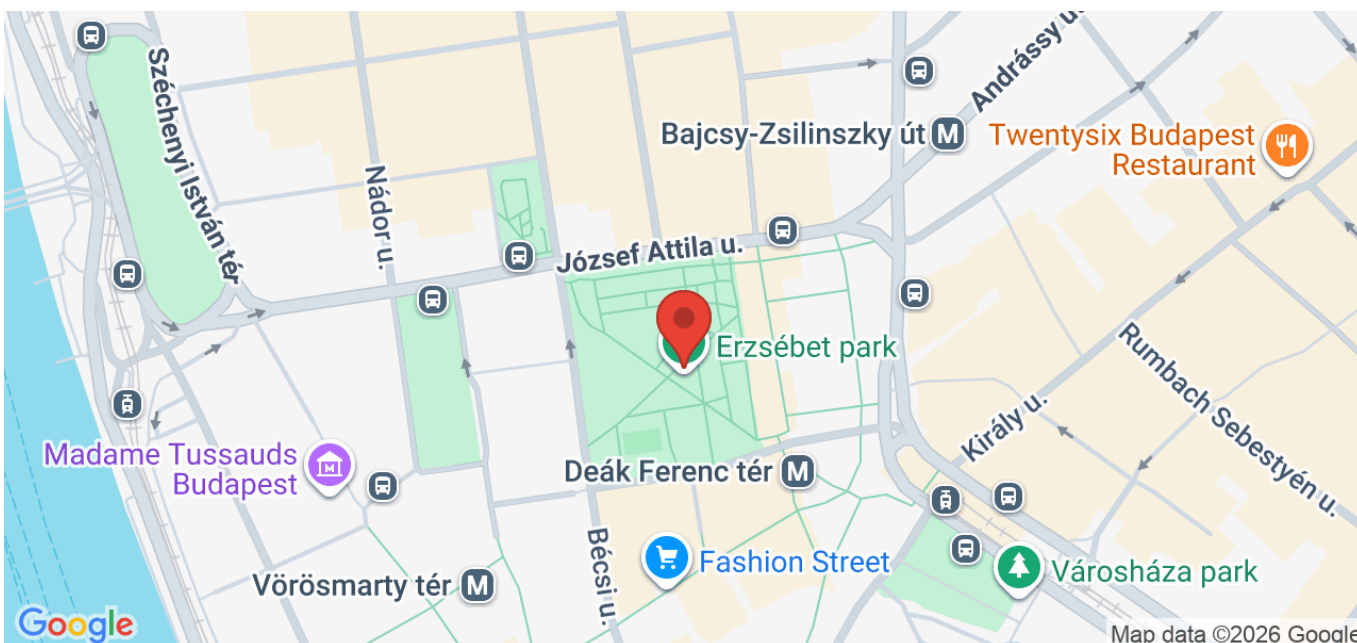 Széchenyi István tér
Andrássy u.
Bajcsy-Zsilinszky út M
Twentysix Budapest
Restaurant
Nádor u.
József Attila u.
Erzsébet park
Rumbach Sebestyén u.
Király u.
Madame Tussauds
Budapest
Deák Ferenc tér M
Bécsi u.
Fashion Street
Városháza park
Vörösmarty tér M
Google
Map data ©2026 Google